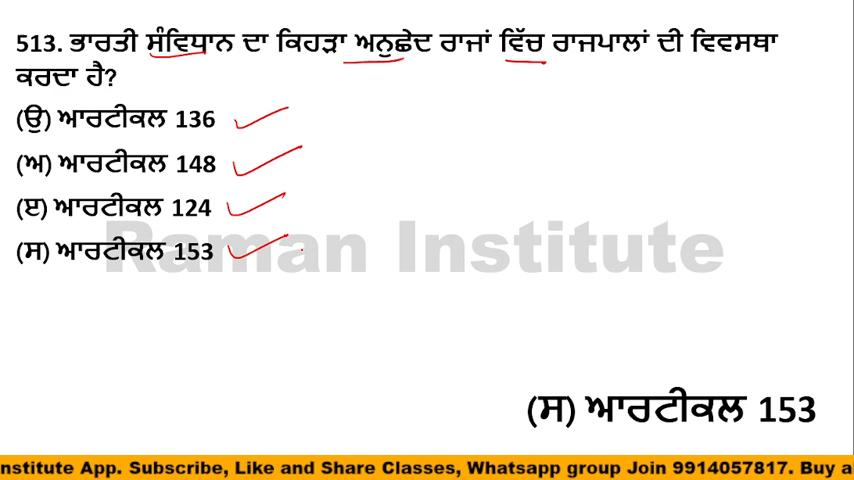 513. ਭਾਰਤੀ ਸੰਵਿਧਾਨ ਦਾ ਕਿਹੜਾ ਅਨੁਛੇਦ ਰਾਜਾਂ ਵਿੱਚ ਰਾਜਪਾਲਾਂ ਦੀ ਵਿਵਸਥਾ
ਕਰਦਾ ਹੈ?
(ੳ) ਆਰਟੀਕਲ 136
(ਅ) ਆਰਟੀਕਲ 148
(ੲ) ਆਰਟੀਕਲ 124
(ਸ) ਆਰਟੀਕਲ 153
Raman Institute
(ਸ) ਆਰਟੀਕਲ 153
nstitute App. Subscribe, Like and Share Classes, Whatsapp group Join 9914057817. Buy a